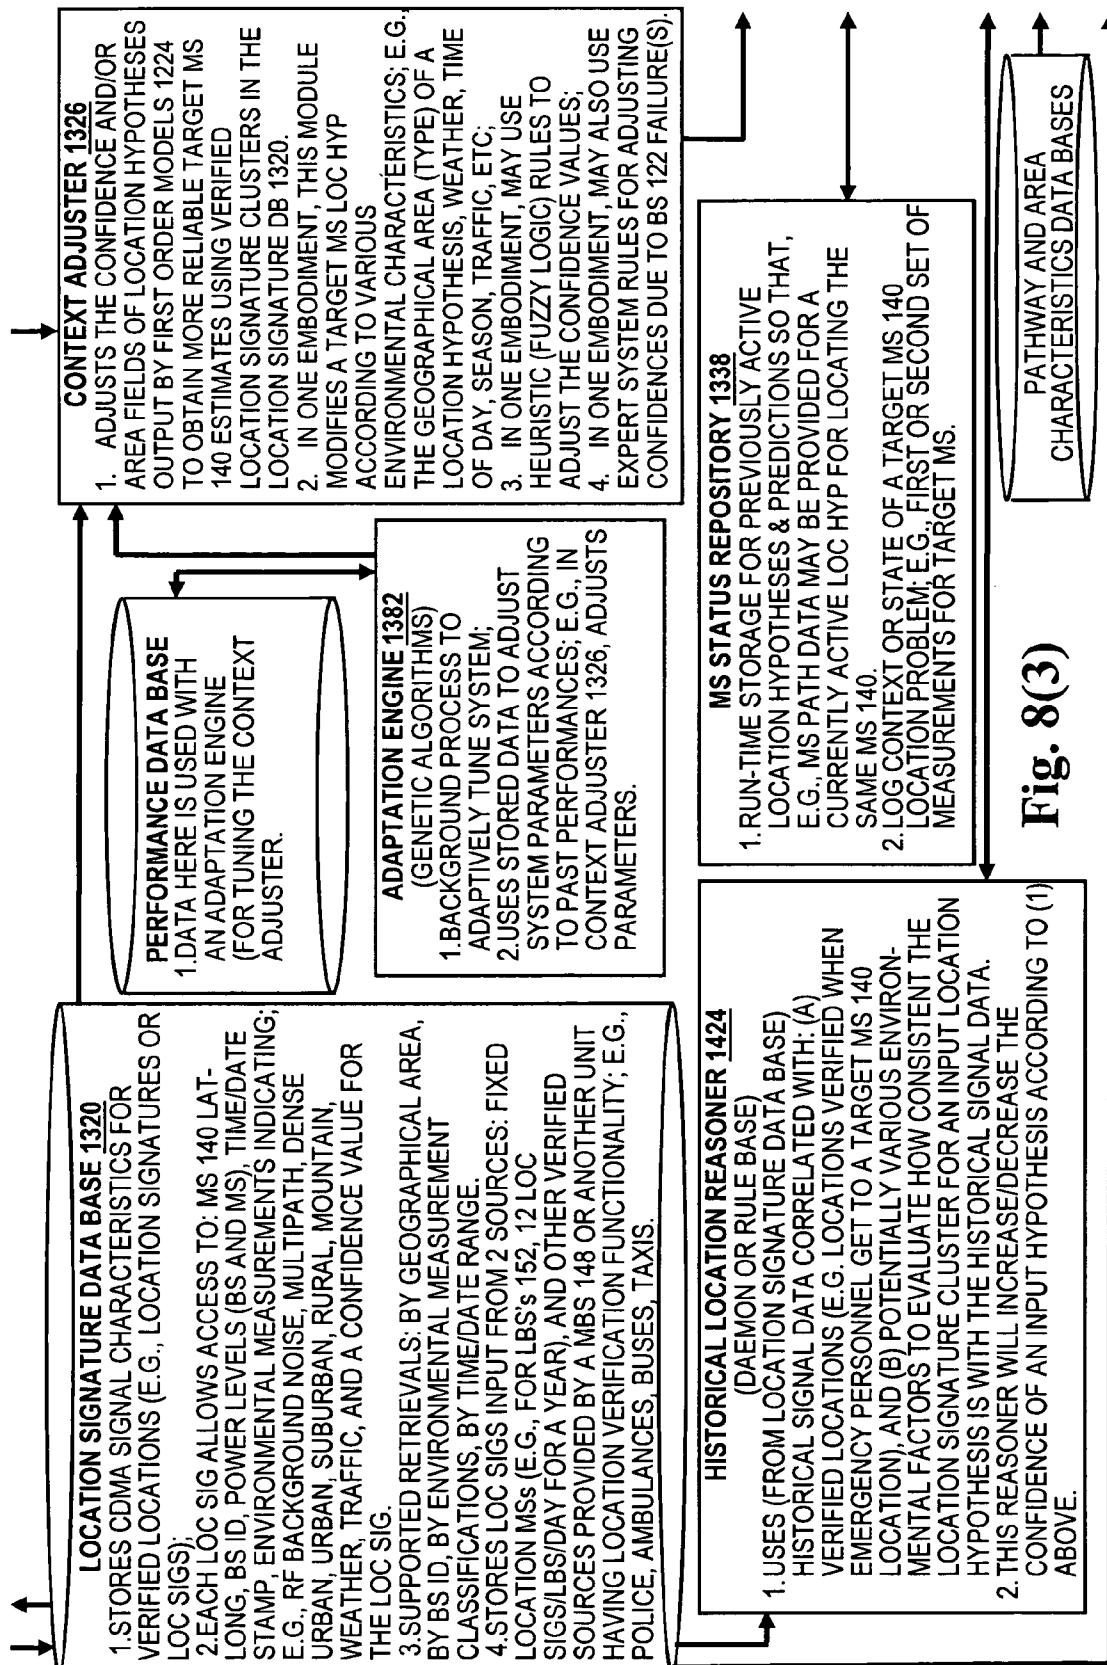 LOCATION SIGNATURE DATA BASE 1320
1.STORES CDMA SIGNAL CHARACTERISTICS FOR
VERIFIED LOCATIONS (E.G., LOCATION SIGNATURES OR
LOC SIGS);
2.EACH LOC SIG ALLOWS ACCESS TO: MS 140 LAT-
LONG, BS ID, POWER LEVELS (BS AND MS), TIME/DATE
STAMP, ENVIRONMENTAL MEASUREMENTS INDICATING;
E.G., RF BACKGROUND NOISE, MULTIPATH, DENSE
URBAN, URBAN, SUBURBAN, RURAL, MOUNTAIN,
WEATHER, TRAFFIC, AND A CONFIDENCE VALUE FOR
THE LOC SIG.
3.SUPPORTED RETRIEVALS: BY GEOGRAPHICAL AREA,
BY BS ID, BY ENVIRONMENTAL MEASUREMENT
CLASSIFICATIONS, BY TIME/DATE RANGE.
4.STORES LOC SIGS INPUT FROM 2 SOURCES: FIXED
LOCATION MSs (E.G., FOR LBS's 152, 12 LOC
SIGS/LBS/DAY FOR A YEAR), AND OTHER VERIFIED
SOURCES PROVIDED BY A MBS 148 OR ANOTHER UNIT
HAVING LOCATION VERIFICATION FUNCTIONALITY; E.G.,
POLICE, AMBULANCES, BUSES, TAXIS.
PERFORMANCE DATA BASE
1.DATA HERE IS USED WITH
AN ADAPTATION ENGINE
(FOR TUNING THE CONTEXT
ADJUSTER.
ADAPTATION ENGINE 1382
(GENETIC ALGORITHMS)
1.BACKGROUND PROCESS TO
ADAPTIVELY TUNE SYSTEM;
2.USES STORED DATA TO ADJUST
SYSTEM PARAMETERS ACCORDING
TO PAST PERFORMANCES; E.G., IN
CONTEXT ADJUSTER 1326, ADJUSTS
PARAMETERS.
CONTEXT ADJUSTER 1326
1. ADJUSTS THE CONFIDENCE AND/OR
AREA FIELDS OF LOCATION HYPOTHESES
OUTPUT BY FIRST ORDER MODELS 1224
TO OBTAIN MORE RELIABLE TARGET MS
140 ESTIMATES USING VERIFIED
LOCATION SIGNATURE CLUSTERS IN THE
LOCATION SIGNATURE DB 1320.
2. IN ONE EMBODIMENT, THIS MODULE
MODIFIES A TARGET MS LOC HYP
ACCORDING TO VARIOUS
ENVIRONMENTAL CHARACTERISTICS; E.G.,
THE GEOGRAPHICAL AREA (TYPE) OF A
LOCATION HYPOTHESIS, WEATHER, TIME
OF DAY, SEASON, TRAFFIC, ETC;
3. IN ONE EMBODIMENT, MAY USE
HEURISTIC (FUZZY LOGIC) RULES TO
ADJUST THE CONFIDENCE VALUES;
4. IN ONE EMBODIMENT, MAY ALSO USE
EXPERT SYSTEM RULES FOR ADJUSTING
CONFIDENCES DUE TO BS 122 FAILURE(S).
HISTORICAL LOCATION REASONER 1424
(DAEMON OR RULE BASE)
1.USES (FROM LOCATION SIGNATURE DATA BASE)
HISTORICAL SIGNAL DATA CORRELATED WITH: (A)
VERIFIED LOCATIONS (E.G. LOCATIONS VERIFIED WHEN
EMERGENCY PERSONNEL GET TO A TARGET MS 140
LOCATION), AND (B) POTENTIALLY VARIOUS ENVIRON-
MENTAL FACTORS TO EVALUATE HOW CONSISTENT THE
LOCATION SIGNATURE CLUSTER FOR AN INPUT LOCATION
HYPOTHESIS IS WITH THE HISTORICAL SIGNAL DATA.
2. THIS REASONER WILL INCREASE/DECREASE THE
CONFIDENCE OF AN INPUT HYPOTHESIS ACCORDING TO (1)
ABOVE.
MS STATUS REPOSITORY 1338
1.RUN-TIME STORAGE FOR PREVIOUSLY ACTIVE
LOCATION HYPOTHESES & PREDICTIONS SO THAT,
E.G., MS PATH DATA MAY BE PROVIDED FOR A
CURRENTLY ACTIVE LOC HYP FOR LOCATING THE
SAME MS 140.
2.LOG CONTEXT OR STATE OF A TARGET MS 140
LOCATION PROBLEM; E.G., FIRST OR SECOND SET OF
MEASUREMENTS FOR TARGET MS.
PATHWAY AND AREA
CHARACTERISTICS DATA BASES
Fig. 8(3)